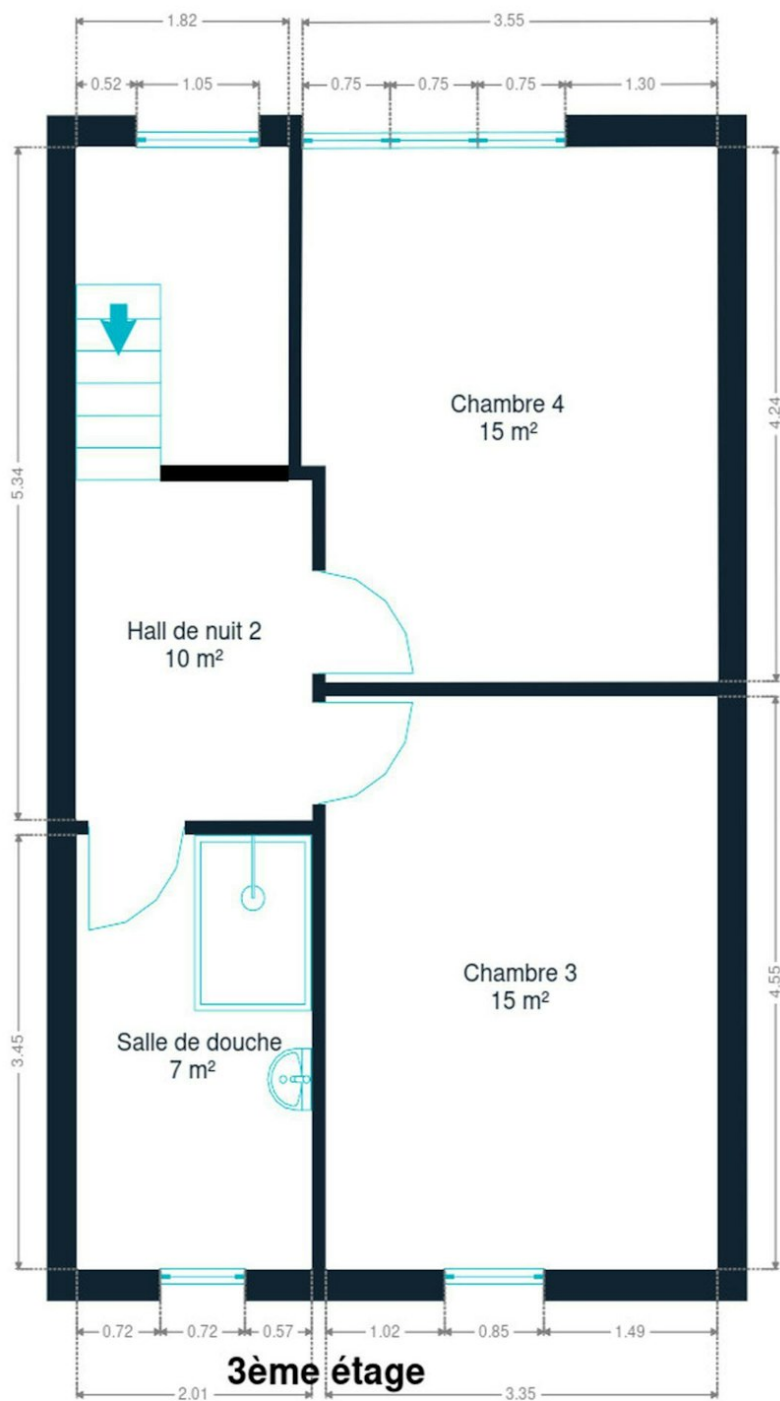 1.82
3.55
0.52
1.05
0.75
0.75
0.75
1.30
Chambre 4
15 m²
4.24
5.34
Hall de nuit 2
10 m²
Chambre 3
15 m²
4.55
Salle de douche
7 m²
3.45
0.72
0.72
0.57
1.02
0.85
1.49
3ème étage
2.01
3.35